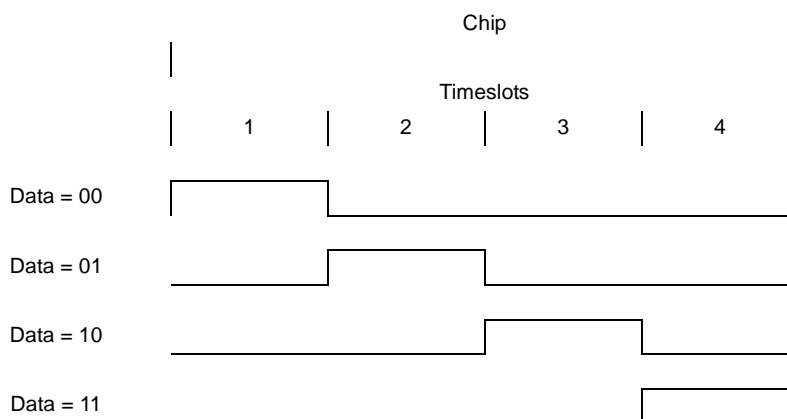 Chip
Timeslots
1 2 3 4
Data = 00
Data = 01
Data = 10
Data = 11